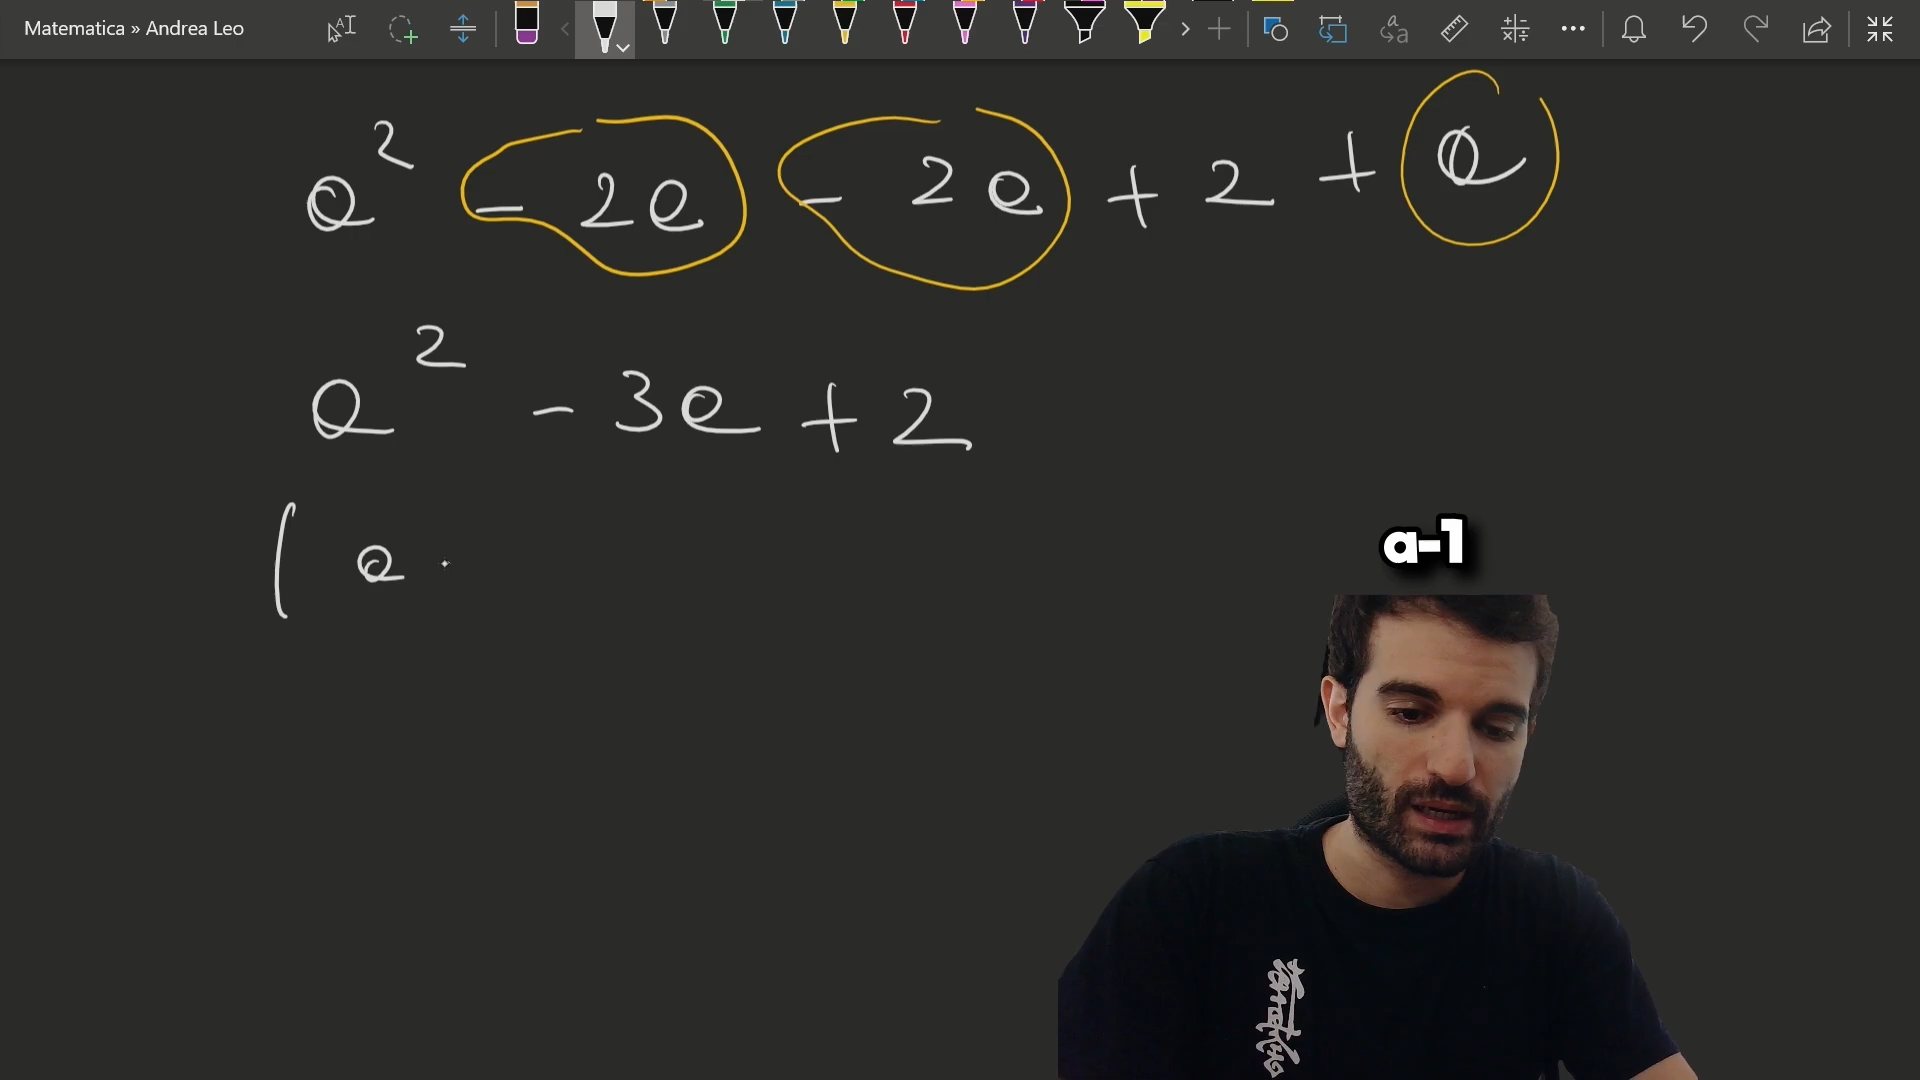 Matematica » Andrea Leo
a² - 2a - 2a + 2 + a
a² - 3a + 2
( a
a-1